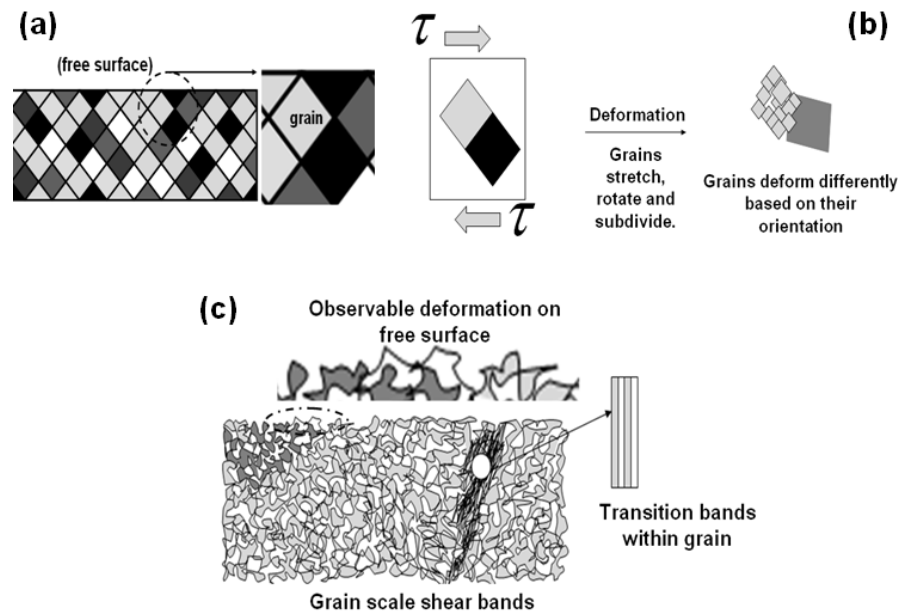 (a)
(free surface)
grain
τ
τ
(b)
Deformation
Grains
stretch,
rotate and
subdivide.
Grains deform differently
based on their
orientation
(c)
Observable deformation on
free surface
Transition bands
within grain
Grain scale shear bands